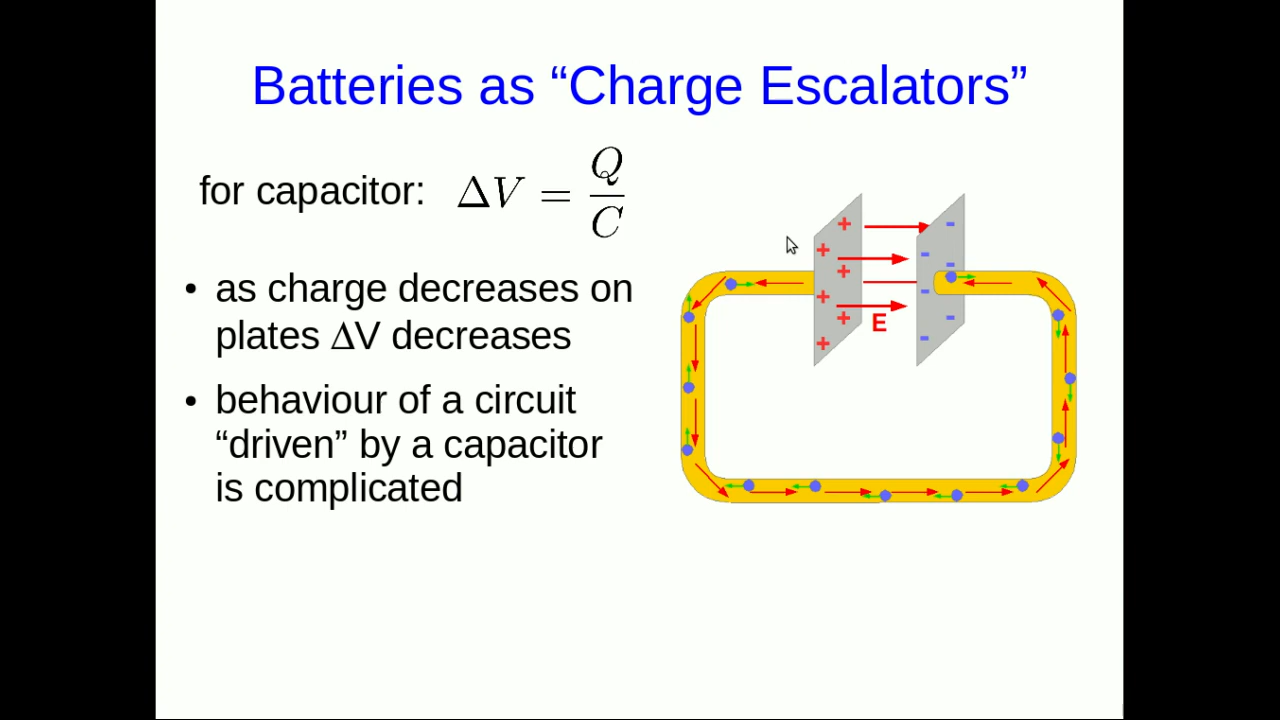 Batteries as “Charge Escalators”
for capacitor: ΔV = Q/C
• as charge decreases on
plates ΔV decreases
• behaviour of a circuit
“driven” by a capacitor
is complicated
+ + + + + + +
- - - - - - -
E